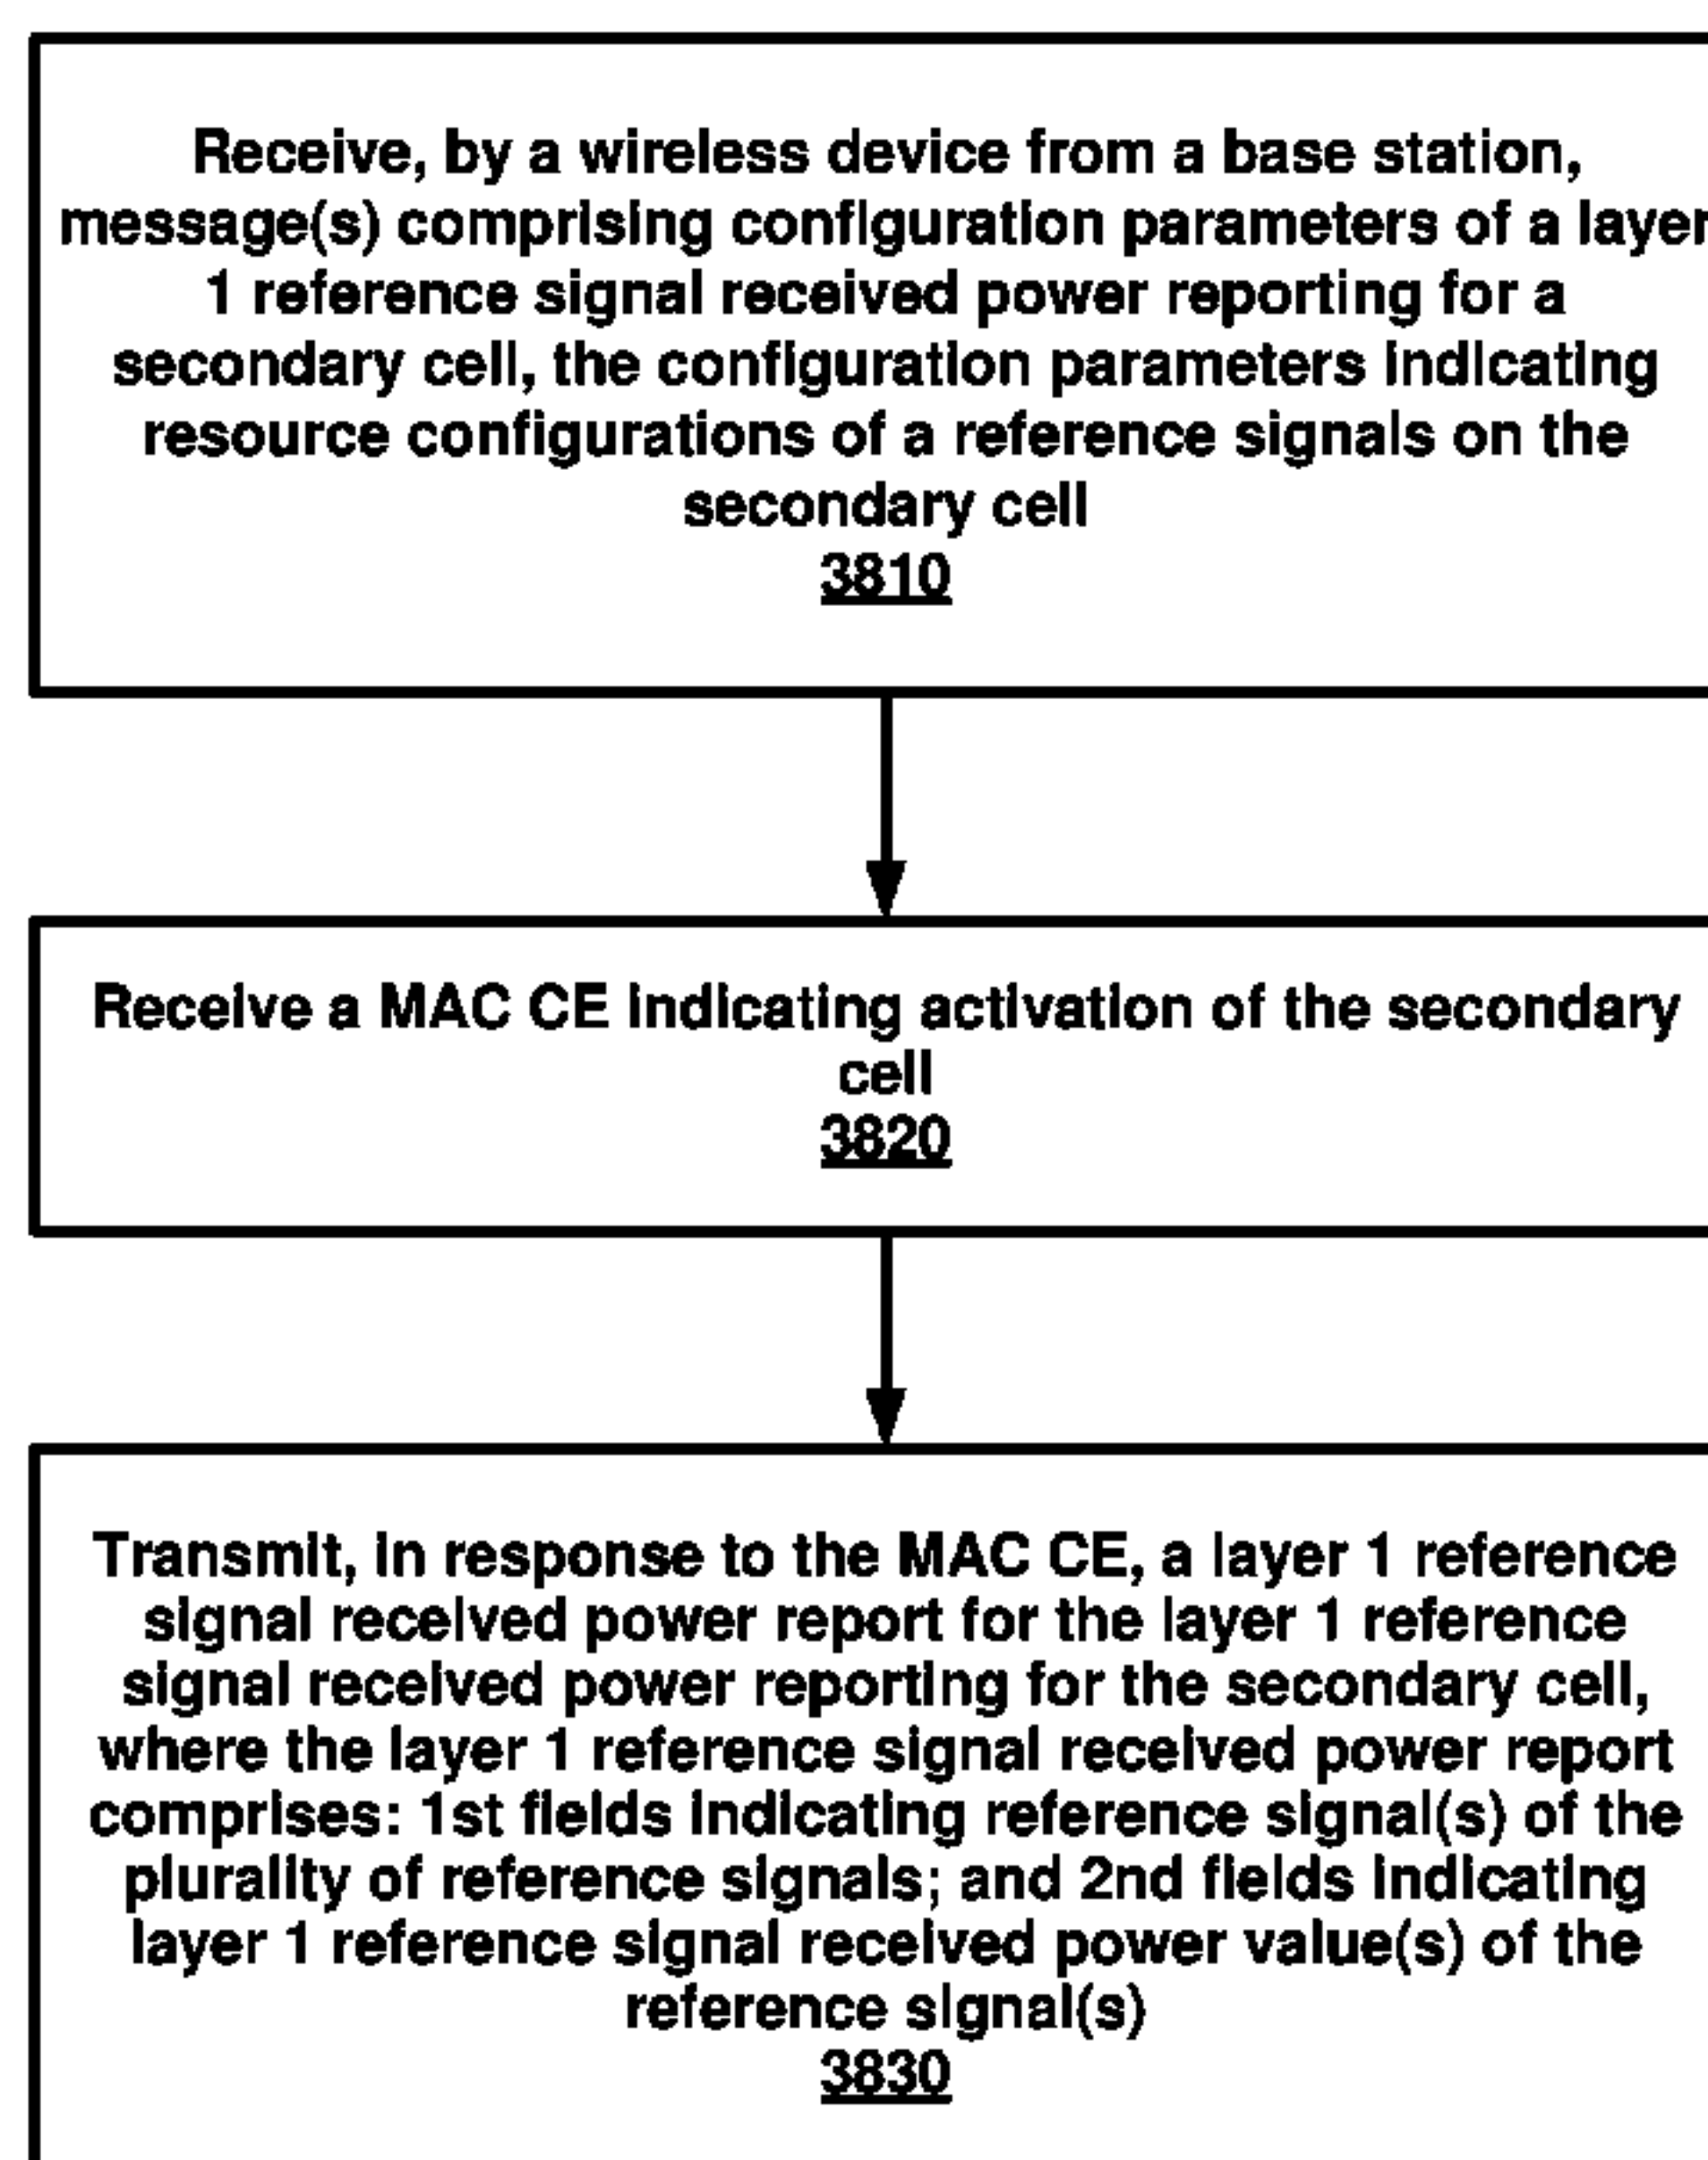 Receive, by a wireless device from a base station,
message(s) comprising configuration parameters of a layer
1 reference signal received power reporting for a
secondary cell, the configuration parameters indicating
resource configurations of a reference signals on the
secondary cell
3810
Receive a MAC CE indicating activation of the secondary
cell
3820
Transmit, in response to the MAC CE, a layer 1 reference
signal received power report for the layer 1 reference
signal received power reporting for the secondary cell,
where the layer 1 reference signal received power report
comprises: 1st fields indicating reference signal(s) of the
plurality of reference signals; and 2nd fields indicating
layer 1 reference signal received power value(s) of the
reference signal(s)
3830